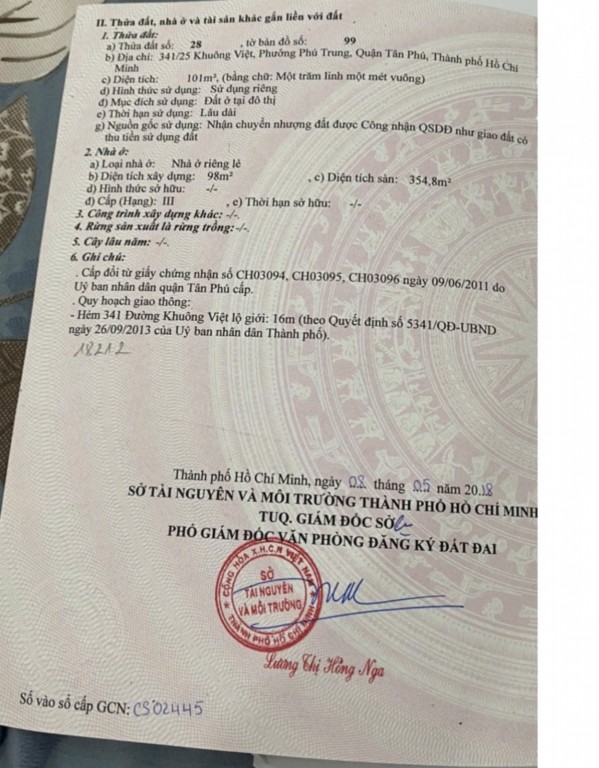 II. Thửa đất, nhà ở và tài sản khác gắn liền với đất
1. Thửa đất:
a) Thửa đất số: 28 , tờ bản đồ số: 99
b) Địa chỉ: 341/25 Khuông Việt, Phường Phú Trung, Quận Tân Phú, Thành phố Hồ Chí
Minh
c) Diện tích: 101m², (bằng chữ: Một trăm linh một mét vuông)
d) Hình thức sử dụng: Sử dụng riêng
đ) Mục đích sử dụng: Đất ở tại đô thị
e) Thời hạn sử dụng: Lâu dài
g) Nguồn gốc sử dụng: Nhận chuyển nhượng đất được Công nhận QSDĐ như giao đất có
thu tiền sử dụng đất
2. Nhà ở:
a) Loại nhà ở: Nhà ở riêng lẻ
b) Diện tích xây dựng: 98m² , c) Diện tích sàn: 354,8m²
d) Hình thức sở hữu: -/-
đ) Cấp (Hạng): III , e) Thời hạn sở hữu: -/-
3. Công trình xây dựng khác: -/-.
4. Rừng sản xuất là rừng trồng:-/-.
5. Cây lâu năm: -/-.
6. Ghi chú:
. Cấp đổi từ giấy chứng nhận số CH03094, CH03095, CH03096 ngày 09/06/2011 do
Uỷ ban nhân dân quận Tân Phú cấp.
. Quy hoạch giao thông:
- Hẻm 341 Đường Khuông Việt lộ giới: 16m (theo Quyết định số 5341/QĐ-UBND
ngày 26/09/2013 của Uỷ ban nhân dân Thành phố).
18212
Thành phố Hồ Chí Minh, ngày 08 tháng 05 năm 2018
SỞ TÀI NGUYÊN VÀ MÔI TRƯỜNG THÀNH PHỐ HỒ CHÍ MINH
TUQ. GIÁM ĐỐC SỞ
PHÓ GIÁM ĐỐC VĂN PHÒNG ĐĂNG KÝ ĐẤT ĐAI
CỘNG HÒA X.H.C.N VIỆT NAM
SỞ
TÀI NGUYÊN
VÀ MÔI TRƯỜNG
THÀNH PHỐ HỒ CHÍ MINH
Lương Thị Hồng Nga
Số vào sổ cấp GCN: CS02445